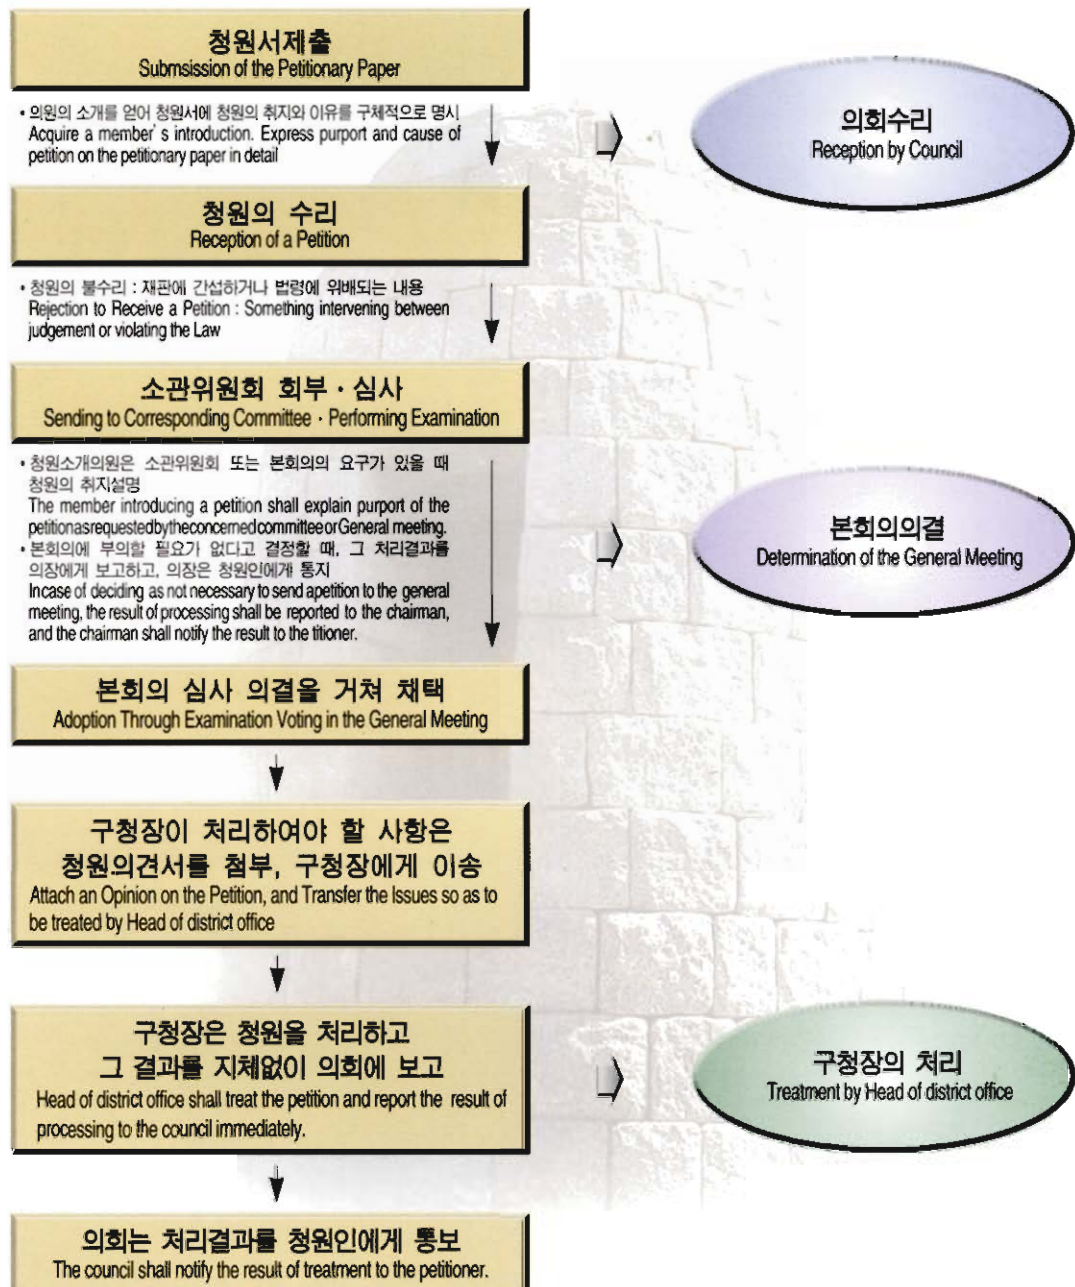 청원서제출
Submsission of the Petitionary Paper
• 의원의 소개를 얻어 청원서에 청원의 취지와 이유를 구체적으로 명시
Acquire a member's introduction. Express purport and cause of
petition on the petitionary paper in detail
의회수리
Reception by Council
청원의 수리
Reception of a Petition
• 청원의 불수리 : 재판에 간섭하거나 법령에 위배되는 내용
Rejection to Receive a Petition : Something intervening between
judgement or violating the Law
소관위원회 회부 · 심사
Sending to Corresponding Committee · Performing Examination
• 청원소개의원은 소관위원회 또는 본회의의 요구가 있을 때
청원의 취지설명
The member introducing a petition shall explain purport of the
petitionasrequestedbytheconcernedcommitteeorGeneral meeting.
• 본회의에 부의할 필요가 없다고 결정할 때, 그 처리결과를
의장에게 보고하고, 의장은 청원인에게 통지
Incase of deciding as not necessary to send apetition to the general
meeting, the result of processing shall be reported to the chairman,
and the chairman shall notify the result to the titioner.
본회의의결
Determination of the General Meeting
본회의 심사 의결을 거쳐 채택
Adoption Through Examination Voting in the General Meeting
구청장이 처리하여야 할 사항은
청원의견서를 첨부, 구청장에게 이송
Attach an Opinion on the Petition, and Transfer the Issues so as to
be treated by Head of district office
구청장은 청원을 처리하고
그 결과를 지체없이 의회에 보고
Head of district office shall treat the petition and report the result of
processing to the council immediately.
구청장의 처리
Treatment by Head of district office
의회는 처리결과를 청원인에게 통보
The council shall notify the result of treatment to the petitioner.